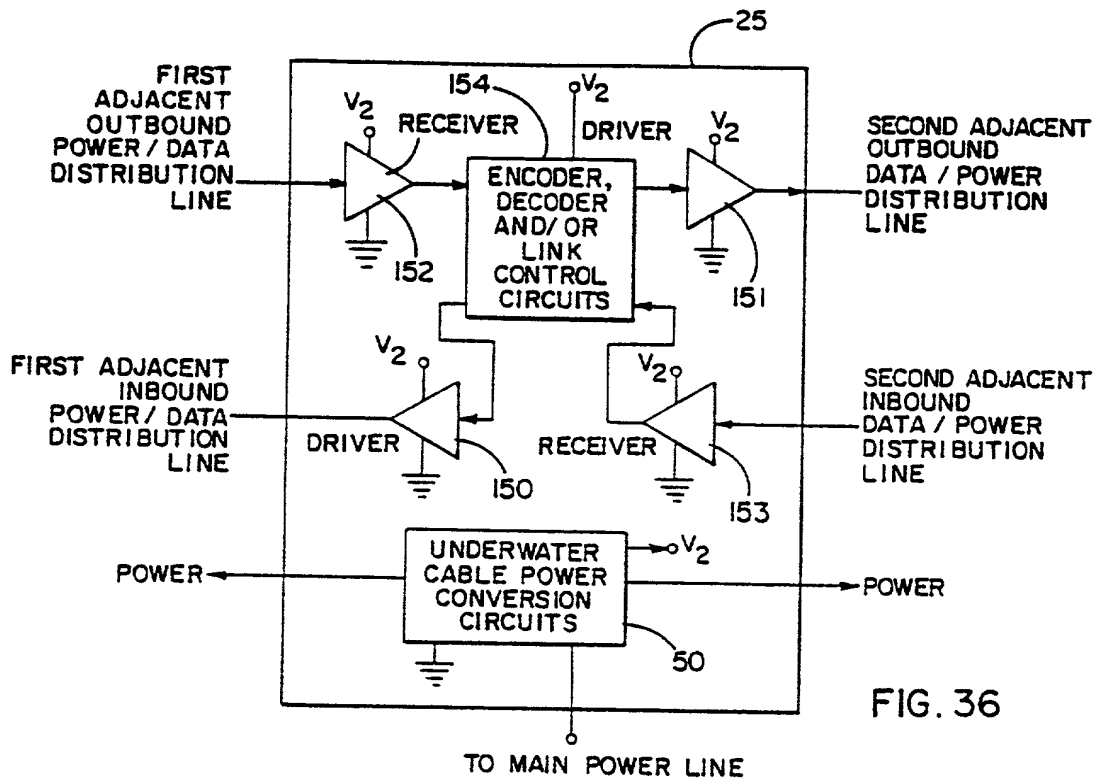 25
FIRST
ADJACENT
OUTBOUND
POWER / DATA
DISTRIBUTION
LINE
V2
RECEIVER
152
154
V2
DRIVER
ENCODER,
DECODER
AND/OR
LINK
CONTROL
CIRCUITS
V2
151
SECOND ADJACENT
OUTBOUND
DATA / POWER
DISTRIBUTION
LINE
FIRST ADJACENT
INBOUND
POWER / DATA
DISTRIBUTION
LINE
V2
DRIVER
150
V2
RECEIVER
153
SECOND ADJACENT
INBOUND
DATA / POWER
DISTRIBUTION
LINE
POWER
UNDERWATER
CABLE POWER
CONVERSION
CIRCUITS
V2
POWER
50
TO MAIN POWER LINE
FIG. 36